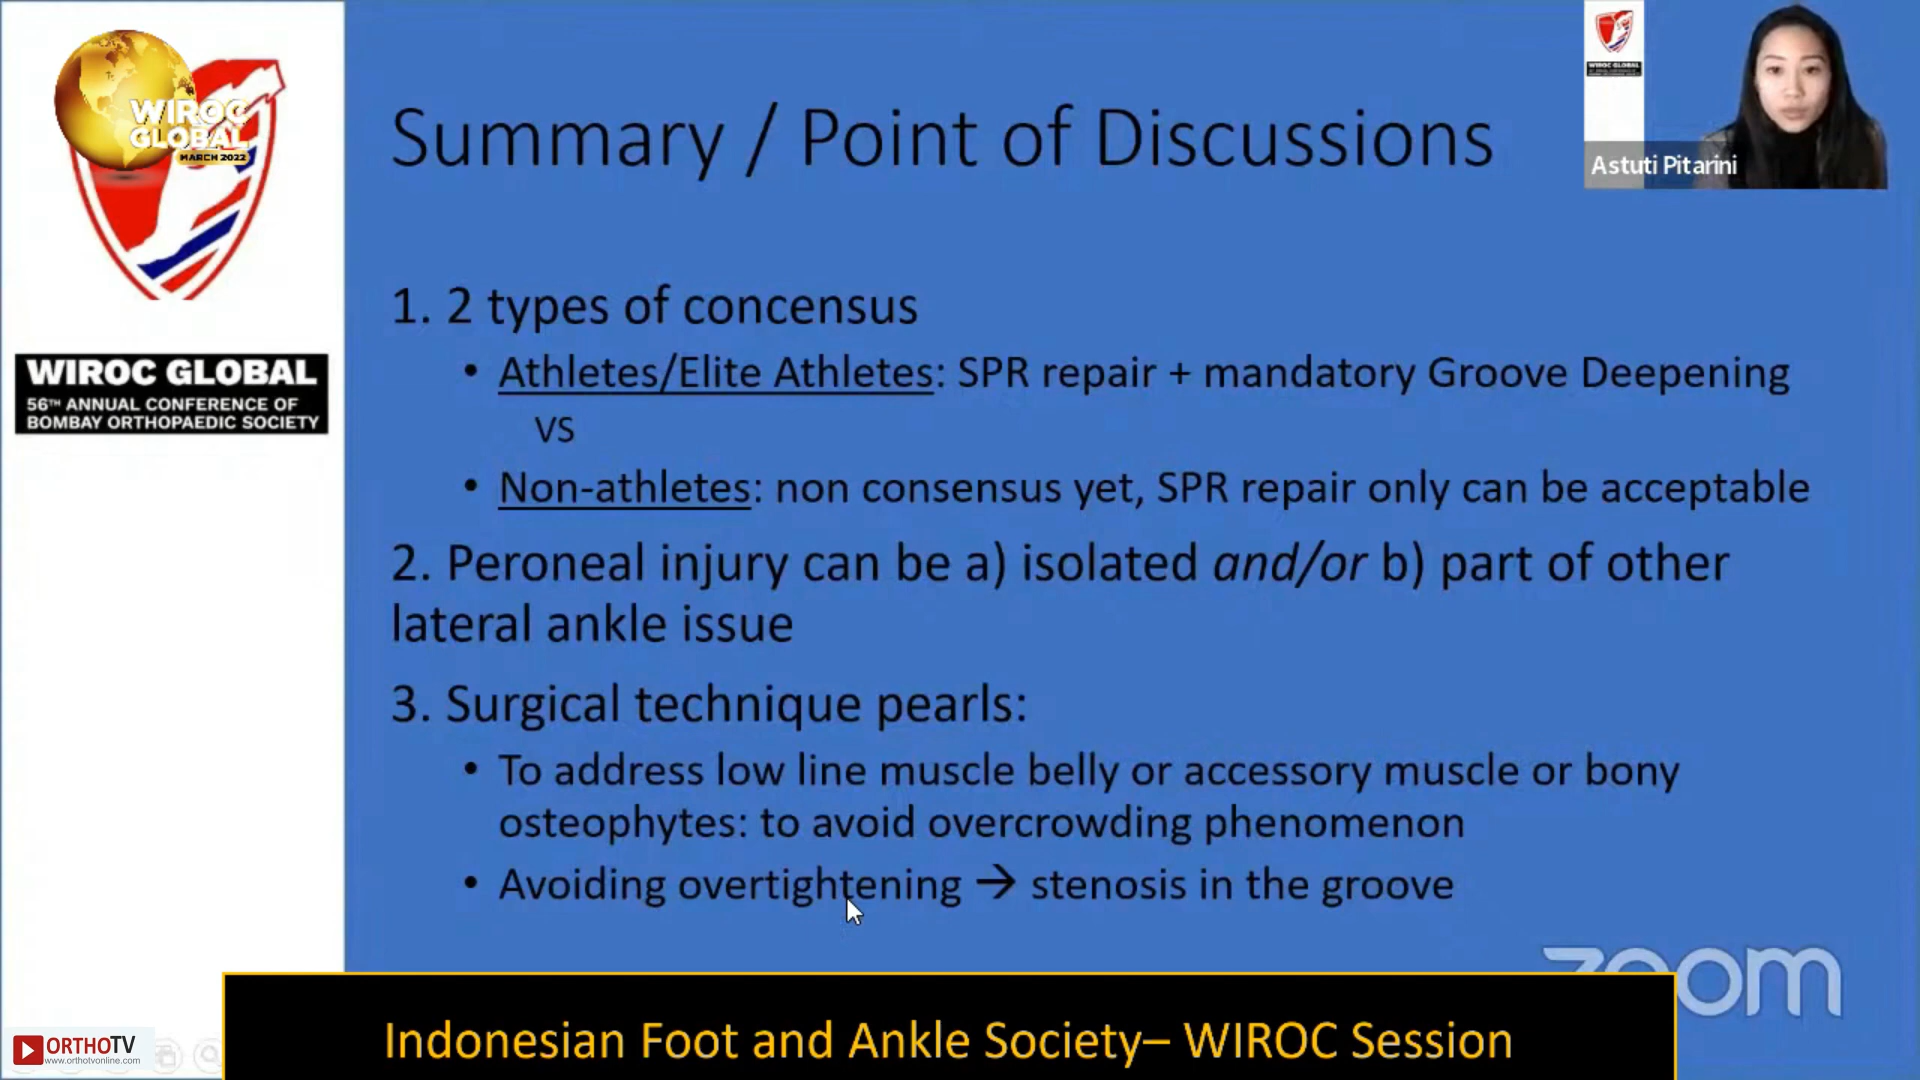 WIROC
GLOBAL
MARCH 2022
WIROC GLOBAL
56TH ANNUAL CONFERENCE OF
BOMBAY ORTHOPAEDIC SOCIETY
Summary / Point of Discussions
WIROC GLOBAL
Astuti Pitarini
1. 2 types of concensus
• Athletes/Elite Athletes: SPR repair + mandatory Groove Deepening
vs
• Non-athletes: non consensus yet, SPR repair only can be acceptable
2. Peroneal injury can be a) isolated and/or b) part of other
lateral ankle issue
3. Surgical technique pearls:
• To address low line muscle belly or accessory muscle or bony
osteophytes: to avoid overcrowding phenomenon
• Avoiding overtightening → stenosis in the groove
zoom
Indonesian Foot and Ankle Society– WIROC Session
ORTHOTV
www.orthotvonline.com